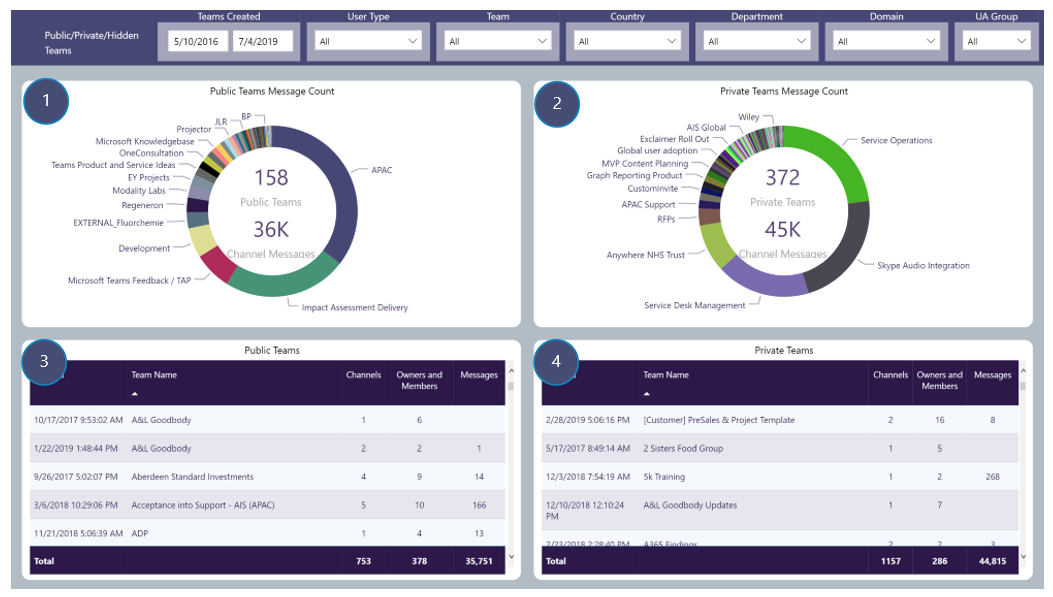 Public/Private/Hidden
Teams
Teams Created
5/10/2016
7/4/2019
User Type
All
Team
All
Country
All
Department
All
Domain
All
UA Group
All
1
Public Teams Message Count
BP
JLR
Projector
Microsoft Knowledgebase
OneConsultation
Teams Product and Service Ideas
EY Projects
Modality Labs
Regeneron
EXTERNAL_Fluorchemie
Development
Microsoft Teams Feedback / TAP
APAC
Impact Assessment Delivery
158
Public Teams
36K
Channel Messages
2
Private Teams Message Count
Wiley
AIS Global
Exclaimer Roll Out
Global user adoption
MVP Content Planning
Graph Reporting Product
CustomInvite
APAC Support
RFPs
Anywhere NHS Trust
Service Desk Management
Service Operations
Skype Audio Integration
372
Private Teams
45K
Channel Messages
3
Public Teams
Team Name Channels Owners and Members Messages
10/17/2017 9:53:02 AM A&L Goodbody 1 6
1/22/2019 1:48:44 PM A&L Goodbody 2 2 1
9/26/2017 5:02:07 PM Aberdeen Standard Investments 4 9 14
3/6/2018 10:29:06 PM Acceptance into Support - AIS (APAC) 5 10 166
11/21/2018 5:06:39 AM ADP 1 4 13
Total 753 378 35,751
4
Private Teams
Team Name Channels Owners and Members Messages
2/28/2019 5:06:16 PM [Customer] PreSales & Project Template 2 16 8
5/17/2017 8:49:14 AM 2 Sisters Food Group 1 5
12/3/2018 7:54:19 AM 5k Training 1 2 268
12/10/2018 12:10:24 PM A&L Goodbody Updates 1 7
2/23/2018 2:28:40 PM A365 Findings 2 2 3
Total 1157 286 44,815